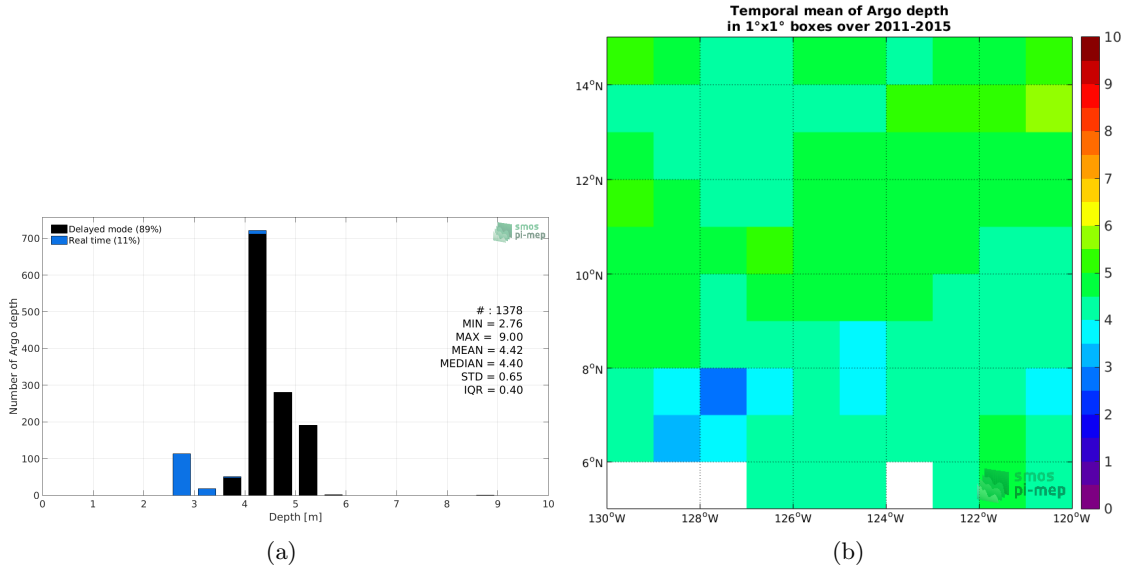 Delayed mode (89%)
Real time (11%)
smos
pi-mep
700
600
500
400
300
200
100
0
Number of Argo depth
# : 1378
MIN = 2.76
MAX = 9.00
MEAN = 4.42
MEDIAN = 4.40
STD = 0.65
IQR = 0.40
0 1 2 3 4 5 6 7 8 9 10
Depth [m]
(a)
Temporal mean of Argo depth
in 1°x1° boxes over 2011-2015
14°N
12°N
10°N
8°N
6°N
130°W 128°W 126°W 124°W 122°W 120°W
smos
pi-mep
10
9
8
7
6
5
4
3
2
1
0
(b)